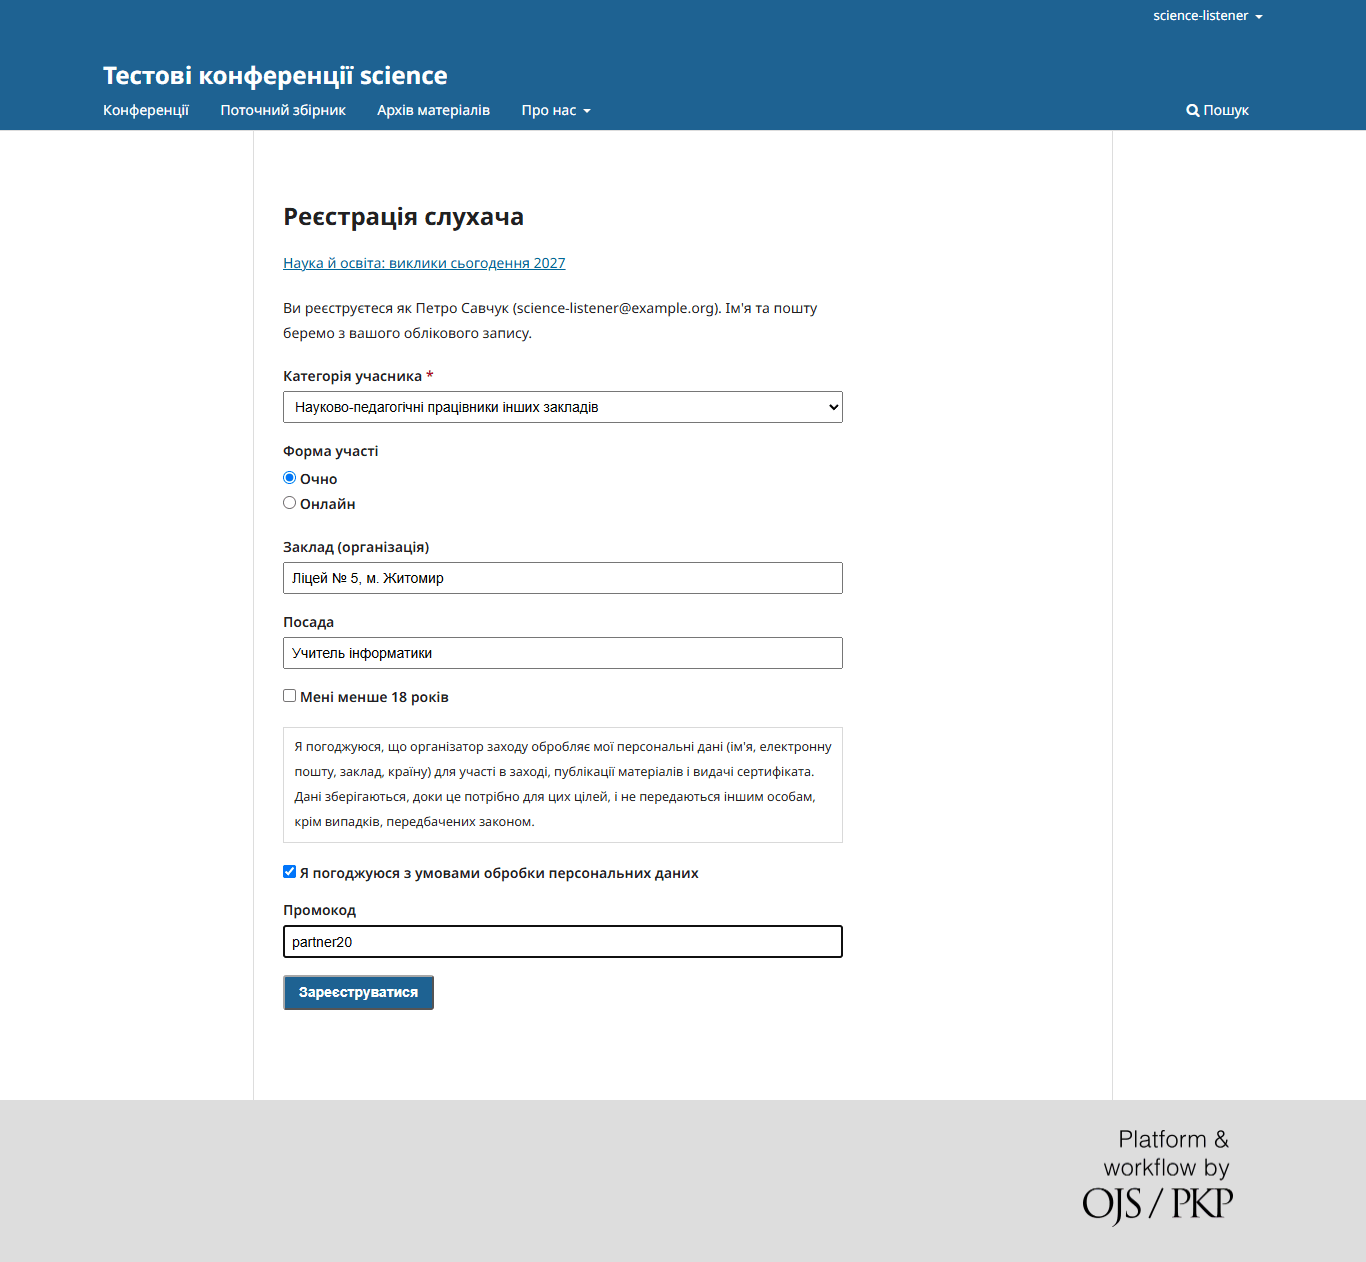 science-listener
Тестові конференції science
Конференції
Поточний збірник
Архів матеріалів
Про нас
Пошук
Реєстрація слухача
Наука й освіта: виклики сьогодення 2027
Ви реєструєтеся як Петро Савчук (science-listener@example.org). Ім'я та пошту
беремо з вашого облікового запису.
Категорія учасника *
Науково-педагогічні працівники інших закладів
Форма участі
Очно
Онлайн
Заклад (організація)
Ліцей № 5, м. Житомир
Посада
Учитель інформатики
Мені менше 18 років
Я погоджуюся, що організатор заходу обробляє мої персональні дані (ім'я, електронну
пошту, заклад, країну) для участі в заході, публікації матеріалів і видачі сертифіката.
Дані зберігаються, доки це потрібно для цих цілей, і не передаються іншим особам,
крім випадків, передбачених законом.
Я погоджуюся з умовами обробки персональних даних
Промокод
partner20
Зареєструватися
Platform &
workflow by
OJS / PKP